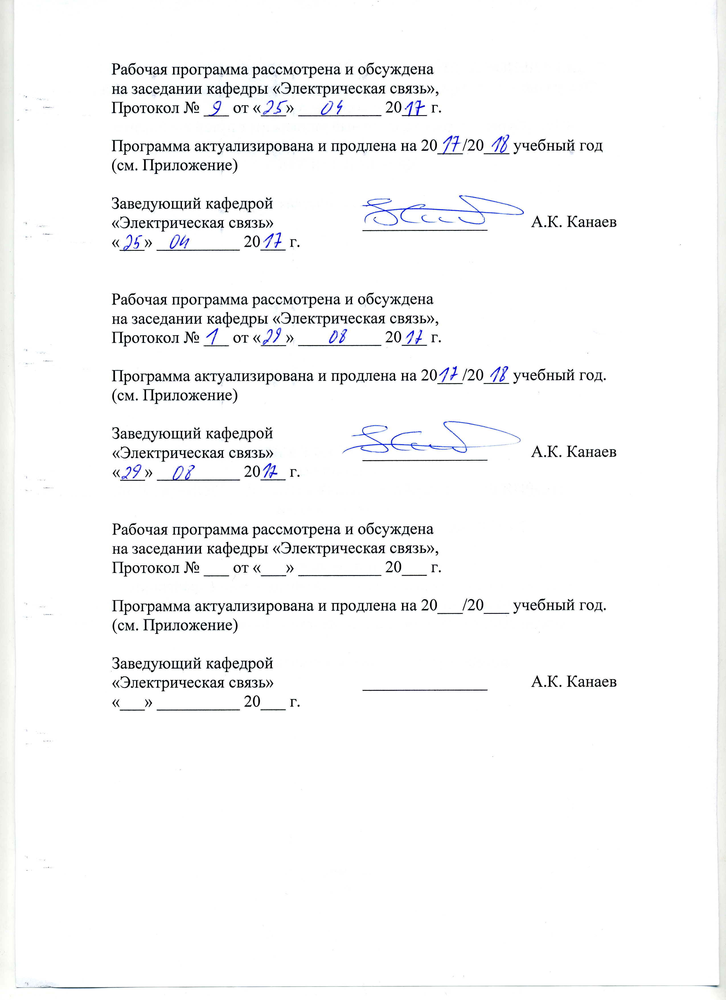 Рабочая программа рассмотрена и обсуждена
на заседании кафедры «Электрическая связь»,
Протокол № 9 от «25» 04 2017 г.
Программа актуализирована и продлена на 2017/2018 учебный год
(см. Приложение)
Заведующий кафедрой
«Электрическая связь» А.К. Канаев
«25» 04 2017 г.
Рабочая программа рассмотрена и обсуждена
на заседании кафедры «Электрическая связь»,
Протокол № 1 от «29» 08 2017 г.
Программа актуализирована и продлена на 2017/2018 учебный год.
(см. Приложение)
Заведующий кафедрой
«Электрическая связь» А.К. Канаев
«29» 08 2017 г.
Рабочая программа рассмотрена и обсуждена
на заседании кафедры «Электрическая связь»,
Протокол № ___ от «___» __________ 20___ г.
Программа актуализирована и продлена на 20___/20___ учебный год.
(см. Приложение)
Заведующий кафедрой
«Электрическая связь» _______________ А.К. Канаев
«___» __________ 20___ г.